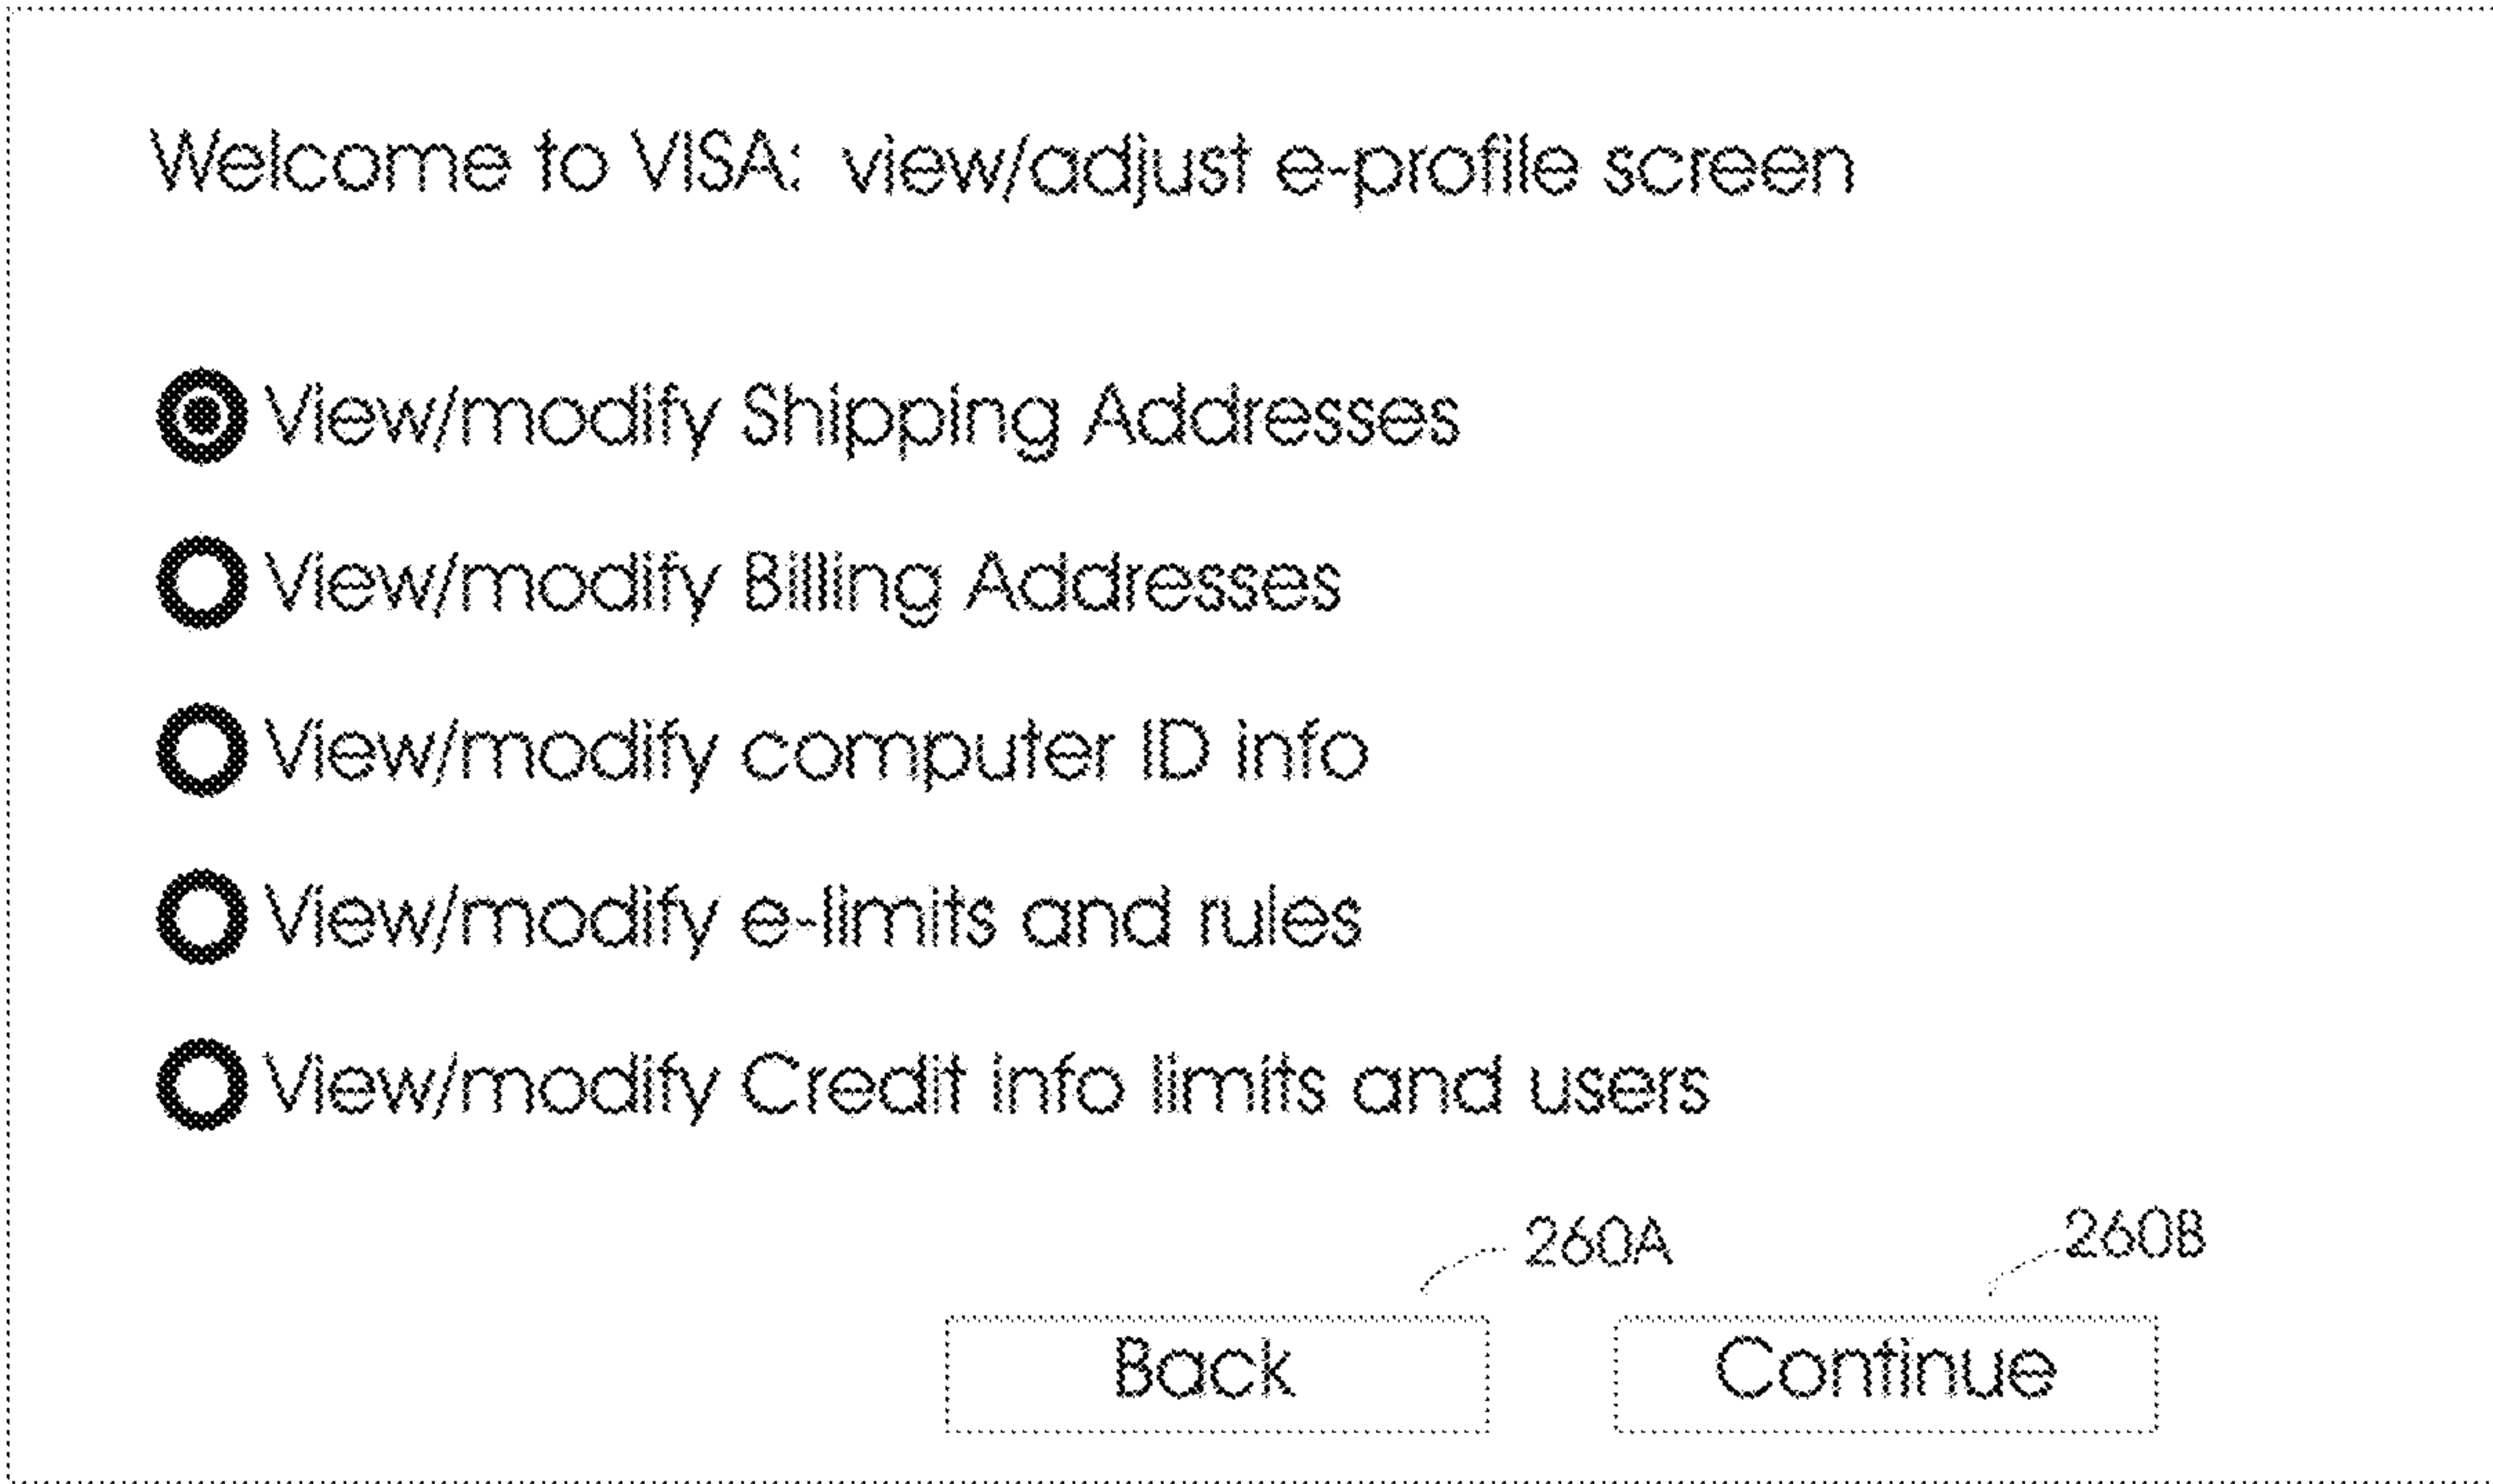 Welcome to VISA: view/adjust e-profile screen
View/modify Shipping Addresses
View/modify Billing Addresses
View/modify computer ID info
View/modify e-limits and rules
View/modify Credit info limits and users
260A
260B
Back
Continue